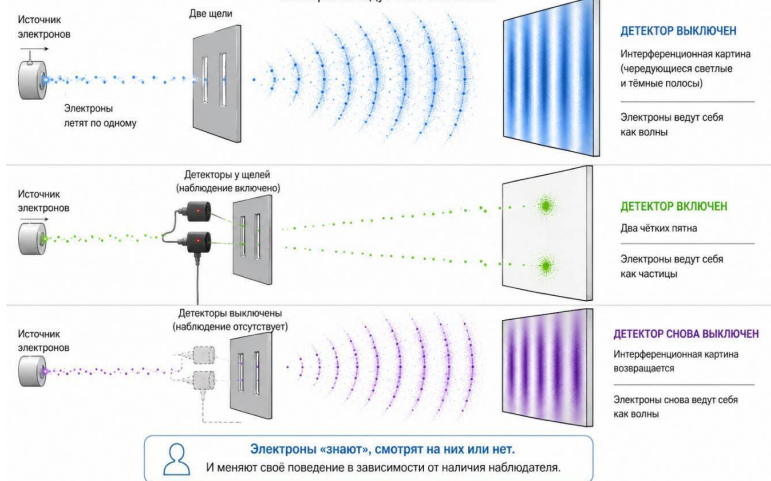 Источник
электронов
Две щели
Электроны
летят по одному
ДЕТЕКТОР ВЫКЛЮЧЕН
Интерференционная картина
(чередующиеся светлые
и тёмные полосы)
Электроны ведут себя
как волны
Источник
электронов
Детекторы у щелей
(наблюдение включено)
ДЕТЕКТОР ВКЛЮЧЕН
Два чётких пятна
Электроны ведут себя
как частицы
Источник
электронов
Детекторы выключены
(наблюдение отсутствует)
ДЕТЕКТОР СНОВА ВЫКЛЮЧЕН
Интерференционная картина
возвращается
Электроны снова ведут себя
как волны
Электроны «знают», смотрят на них или нет.
И меняют своё поведение в зависимости от наличия наблюдателя.